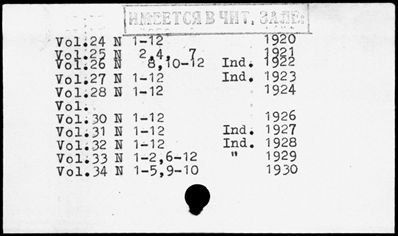 ИМЕЕТСЯ В ЧИТ. ЗАЛЕ.
Vol.24 N 1-12 1920
Vol.25 N 2,4, 7 1921
Vol.26 N 8,10-12 Ind. 1922
Vol.27 N 1-12 Ind. 1923
Vol.28 N 1-12 1924
Vol.
Vol.30 N 1-12 1926
Vol.31 N 1-12 Ind. 1927
Vol.32 N 1-12 Ind. 1928
Vol.33 N 1-2,6-12 " 1929
Vol.34 N 1-5,9-10 1930